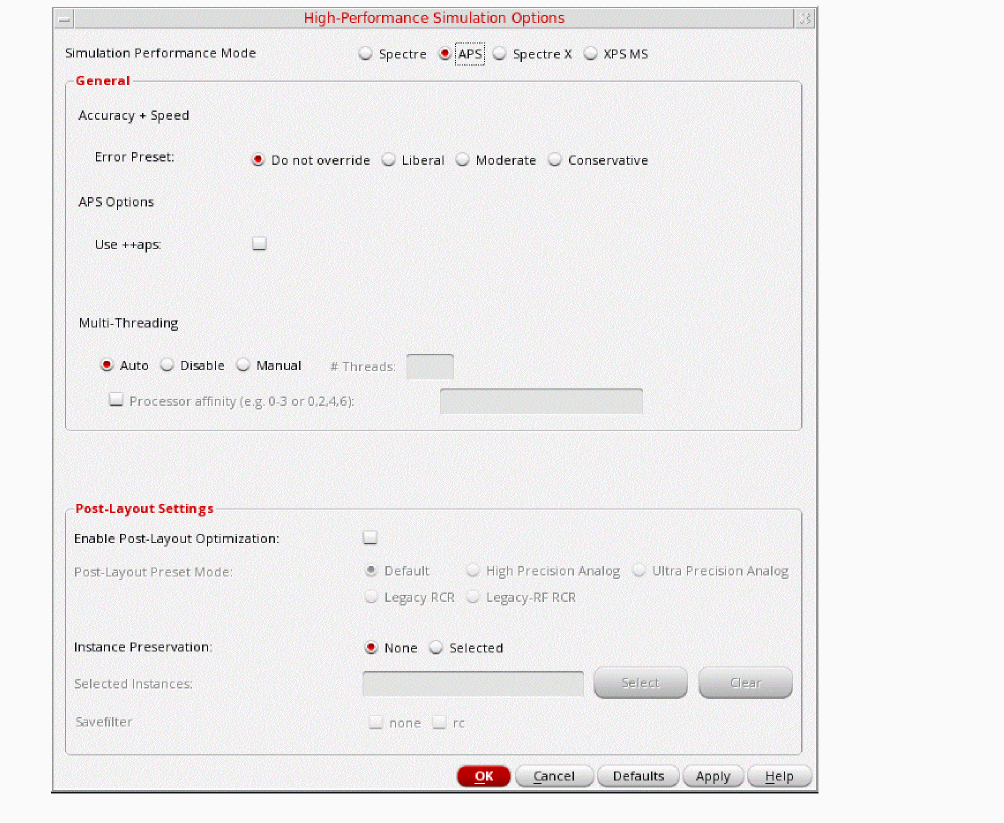 High-Performance Simulation Options
Simulation Performance Mode Spectre APS Spectre X XPS MS
General
Accuracy + Speed
Error Preset: Do not override Liberal Moderate Conservative
APS Options
Use ++aps:
Multi-Threading
Auto Disable Manual # Threads:
Processor affinity (e.g. 0-3 or 0,2,4,6):
Post-Layout Settings
Enable Post-Layout Optimization:
Post-Layout Preset Mode: Default High Precision Analog Ultra Precision Analog
Legacy RCR Legacy-RF RCR
Instance Preservation: None Selected
Selected Instances: Select Clear
Savefilter none rc
OK Cancel Defaults Apply Help